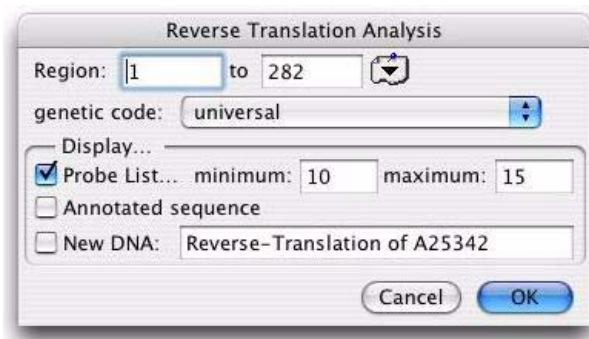 Reverse Translation Analysis
Region: 1 to 282
genetic code: universal
Display...
Probe List... minimum: 10 maximum: 15
Annotated sequence
New DNA: Reverse-Translation of A25342
Cancel OK